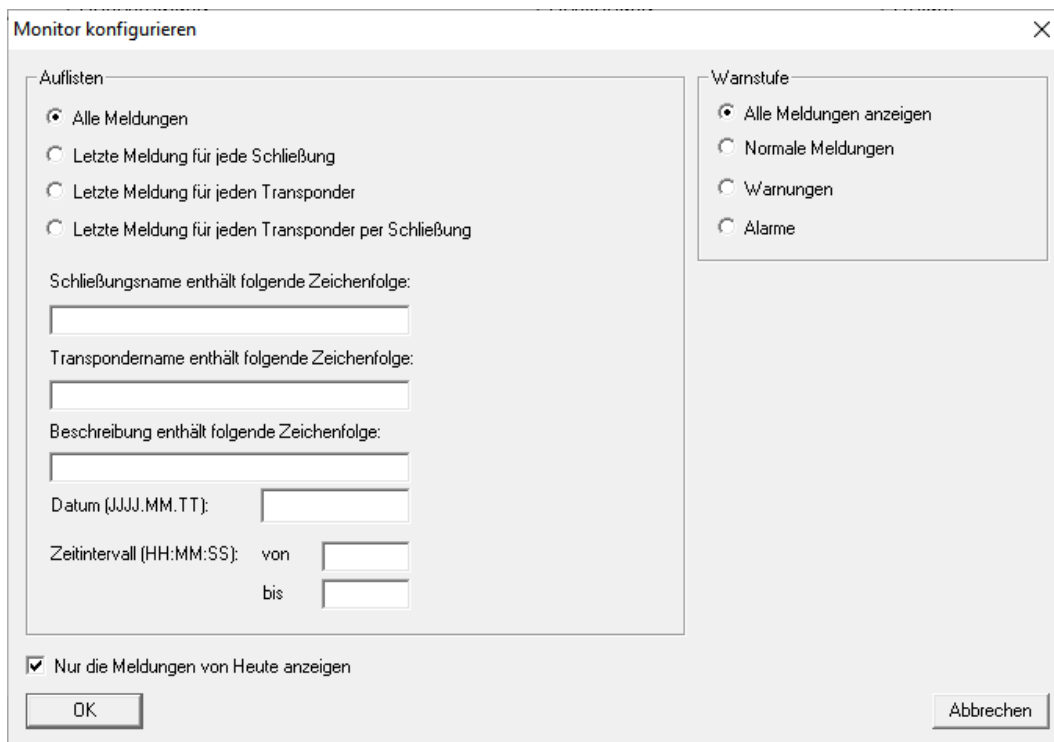 Monitor konfigurieren
Auflisten
Alle Meldungen
Letzte Meldung für jede Schließung
Letzte Meldung für jeden Transponder
Letzte Meldung für jeden Transponder per Schließung
Schließungsname enthält folgende Zeichenfolge:
Transpondername enthält folgende Zeichenfolge:
Beschreibung enthält folgende Zeichenfolge:
Datum (JJJJ.MM.TT):
Zeitintervall (HH:MM:SS): von
bis
Warnstufe
Alle Meldungen anzeigen
Normale Meldungen
Warnungen
Alarme
Nur die Meldungen von Heute anzeigen
OK
Abbrechen